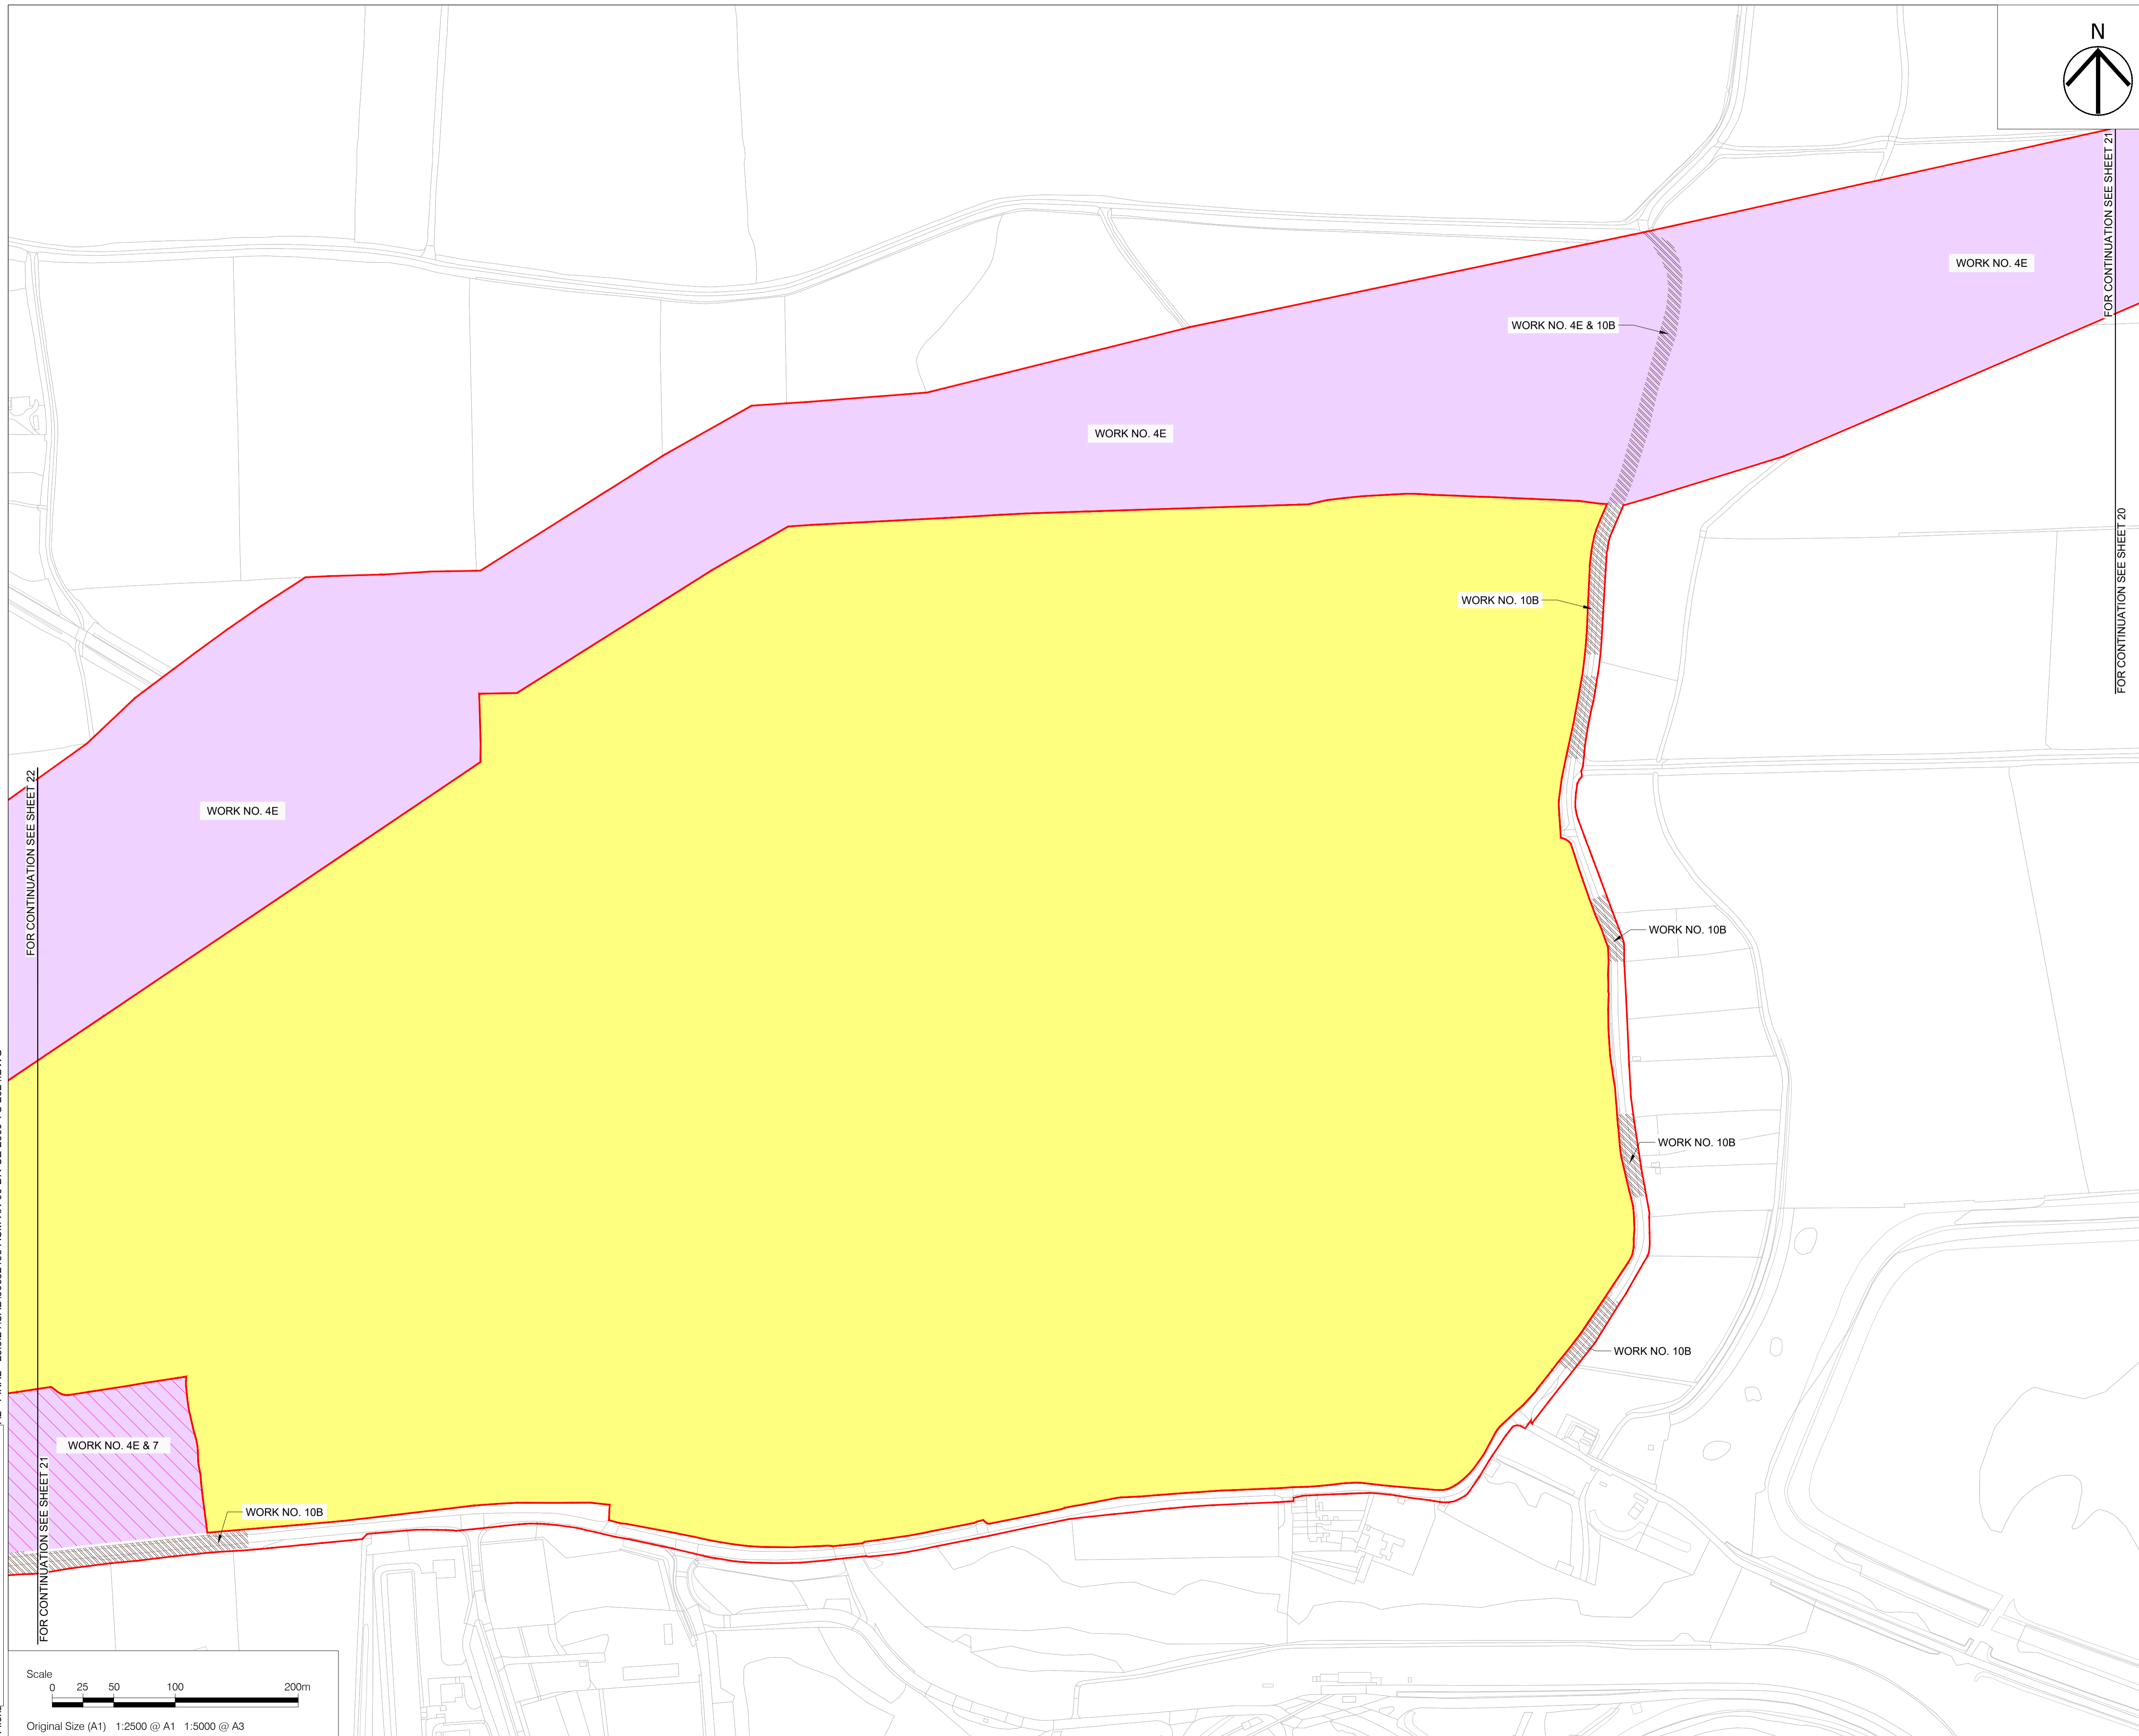 N
FOR CONTINUATION SEE SHEET 21
WORK NO. 4E
WORK NO. 4E & 10B
WORK NO. 4E
FOR CONTINUATION SEE SHEET 20
WORK NO. 10B
FOR CONTINUATION SEE SHEET 22
WORK NO. 4E
WORK NO. 10B
WORK NO. 10B
WORK NO. 10B
WORK NO. 4E & 7
FOR CONTINUATION SEE SHEET 21
WORK NO. 10B
Scale
0 25 50 100 200m
Original Size (A1) 1:2500 @ A1 1:5000 @ A3